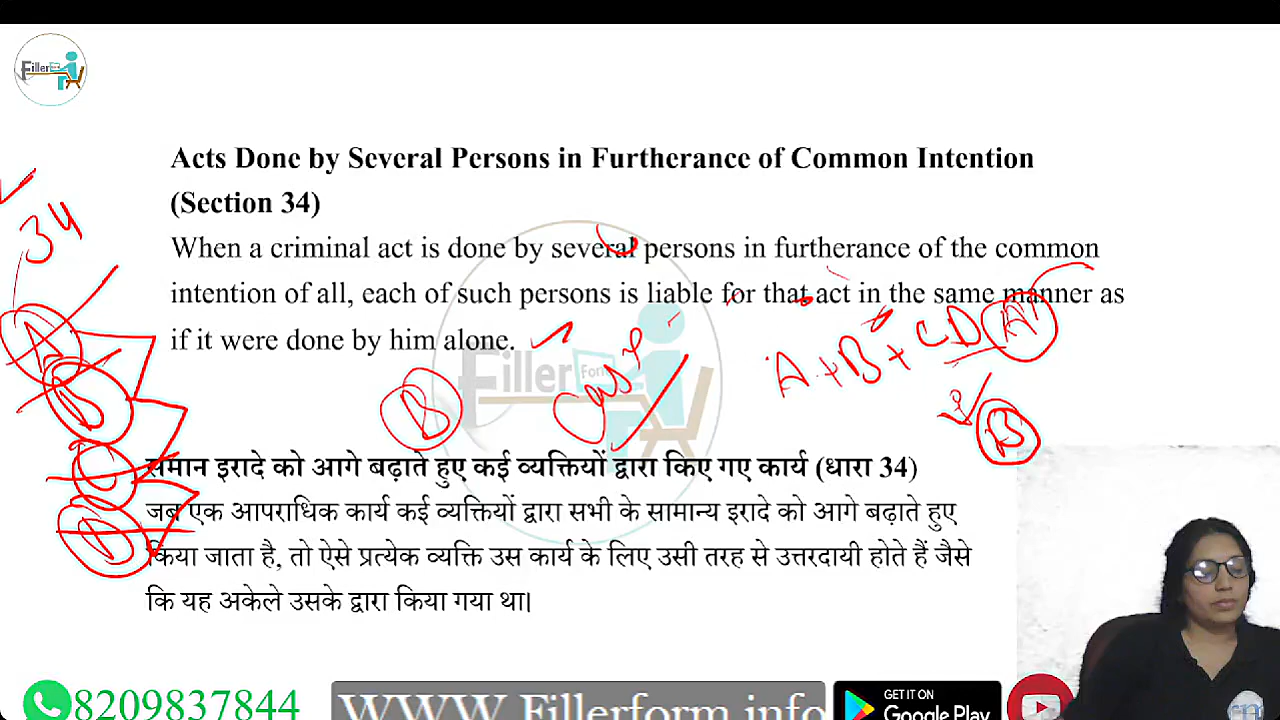 Filler
Acts Done by Several Persons in Furtherance of Common Intention
(Section 34)
When a criminal act is done by several persons in furtherance of the common
intention of all, each of such persons is liable for that act in the same manner as
if it were done by him alone.
34
A
B
C
D
B
A+B+CD
A
B
Filler Form
समान इरादे को आगे बढ़ाते हुए कई व्यक्तियों द्वारा किए गए कार्य (धारा 34)
जब एक आपराधिक कार्य कई व्यक्तियों द्वारा सभी के सामान्य इरादे को आगे बढ़ाते हुए
किया जाता है, तो ऐसे प्रत्येक व्यक्ति उस कार्य के लिए उसी तरह से उत्तरदायी होते हैं जैसे
कि यह अकेले उसके द्वारा किया गया था।
8209837844
WWW.Fillerform.info
GET IT ON
Google Play